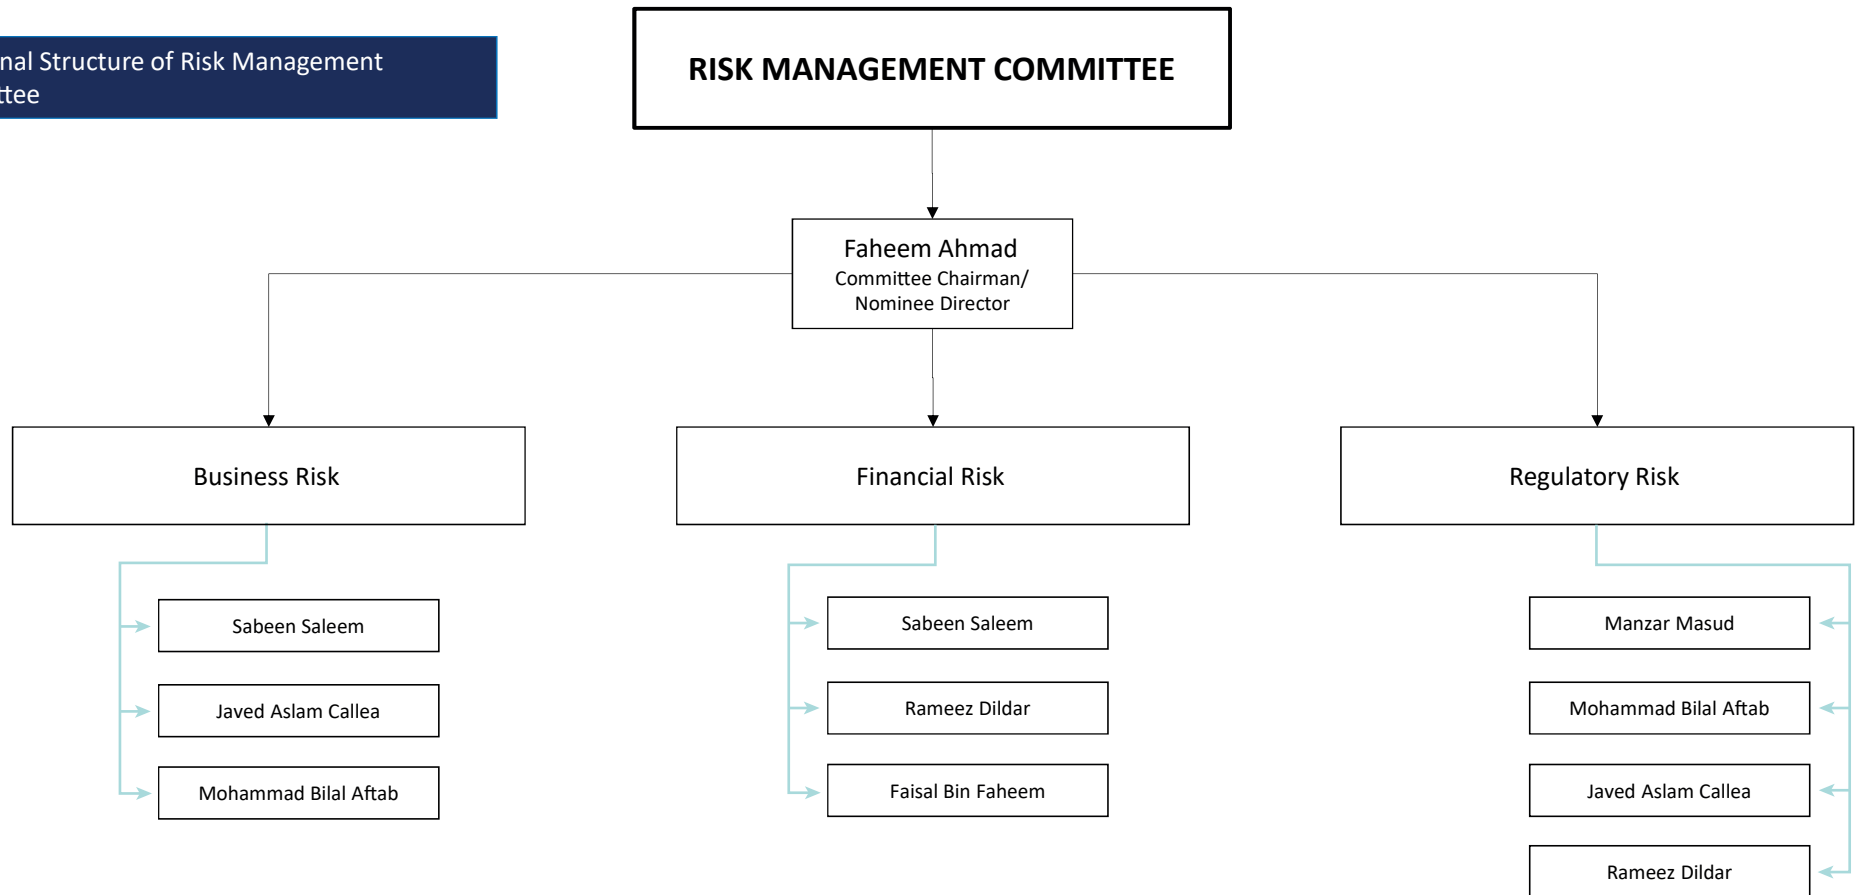 nal Structure of Risk Management
ttee
RISK MANAGEMENT COMMITTEE
Faheem Ahmad
Committee Chairman/
Nominee Director
Business Risk
Financial Risk
Regulatory Risk
Sabeen Saleem
Javed Aslam Callea
Mohammad Bilal Aftab
Sabeen Saleem
Rameez Dildar
Faisal Bin Faheem
Manzar Masud
Mohammad Bilal Aftab
Javed Aslam Callea
Rameez Dildar